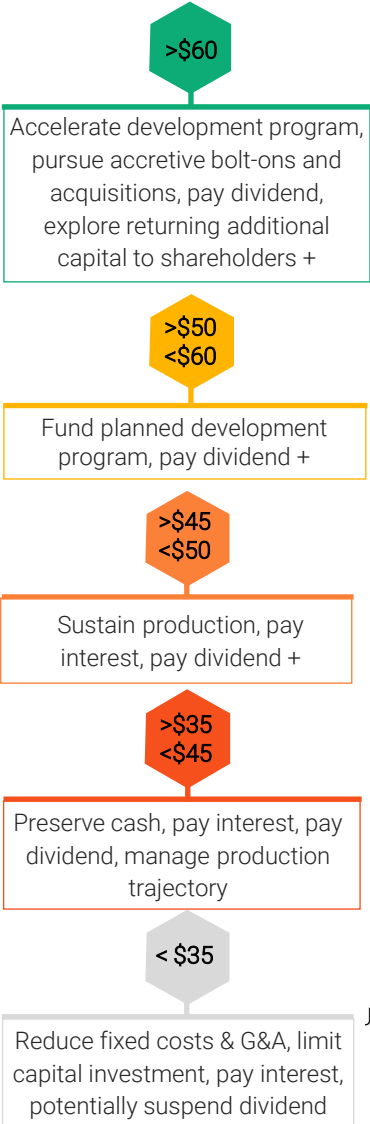 >$60
Accelerate development program,
pursue accretive bolt-ons and
acquisitions, pay dividend,
explore returning additional
capital to shareholders +
>$50
<$60
Fund planned development
program, pay dividend +
>$45
<$50
Sustain production, pay
interest, pay dividend +
>$35
<$45
Preserve cash, pay interest, pay
dividend, manage production
trajectory
< $35
J
Reduce fixed costs & G&A, limit
capital investment, pay interest,
potentially suspend dividend